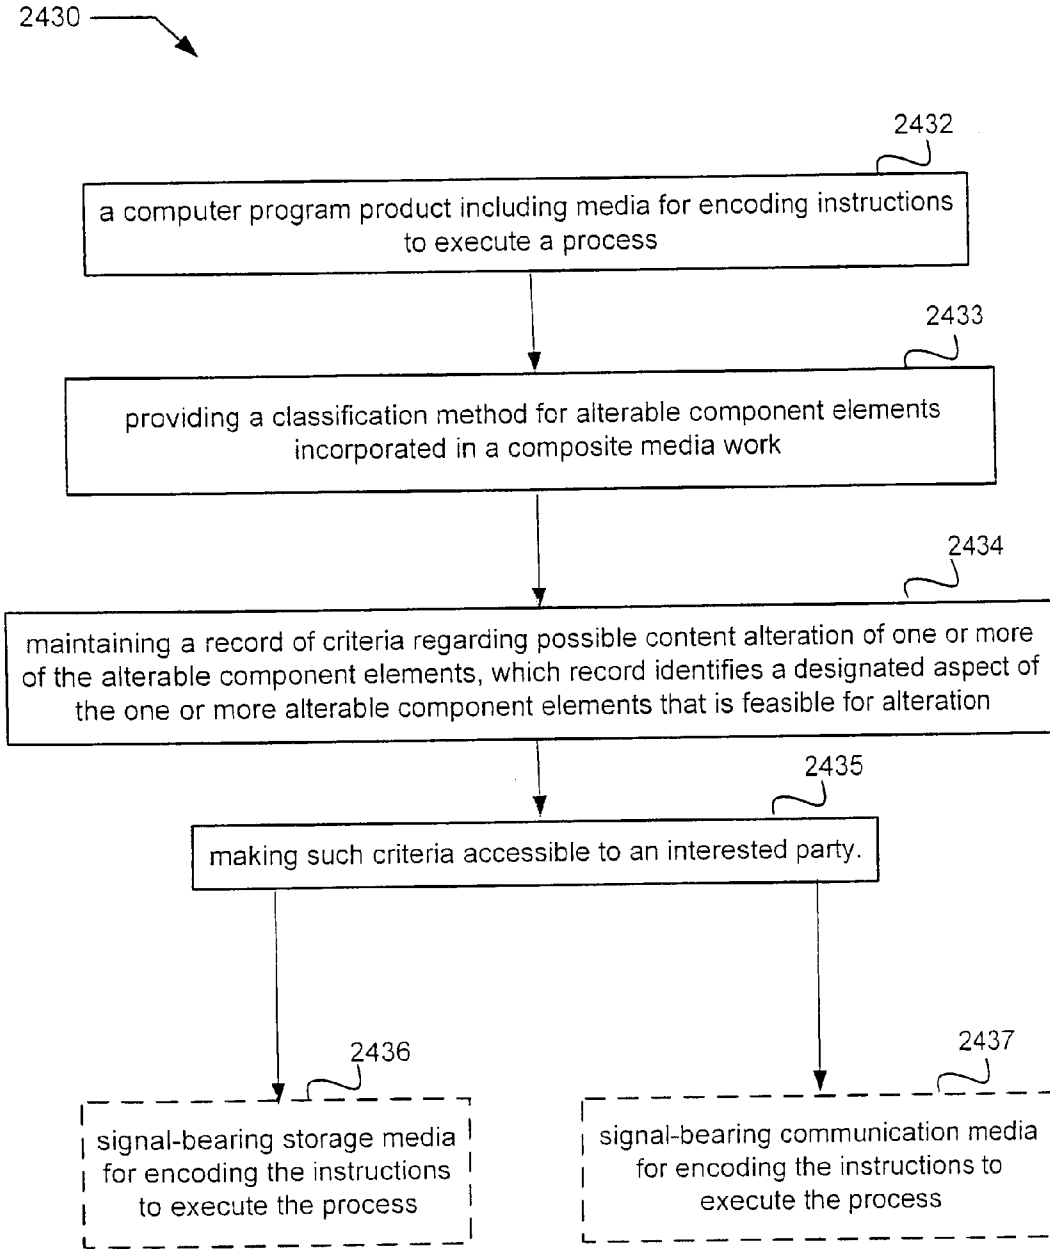 2430
2432
a computer program product including media for encoding instructions
to execute a process
2433
providing a classification method for alterable component elements
incorporated in a composite media work
2434
maintaining a record of criteria regarding possible content alteration of one or more
of the alterable component elements, which record identifies a designated aspect of
the one or more alterable component elements that is feasible for alteration
2435
making such criteria accessible to an interested party.
2436
signal-bearing storage media
for encoding the instructions
to execute the process
2437
signal-bearing communication media
for encoding the instructions to
execute the process